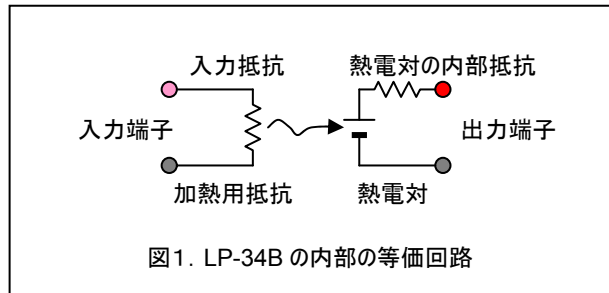 入力抵抗
熱電対の内部抵抗
入力端子
出力端子
加熱用抵抗
熱電対
図1. LP-34B の内部の等価回路